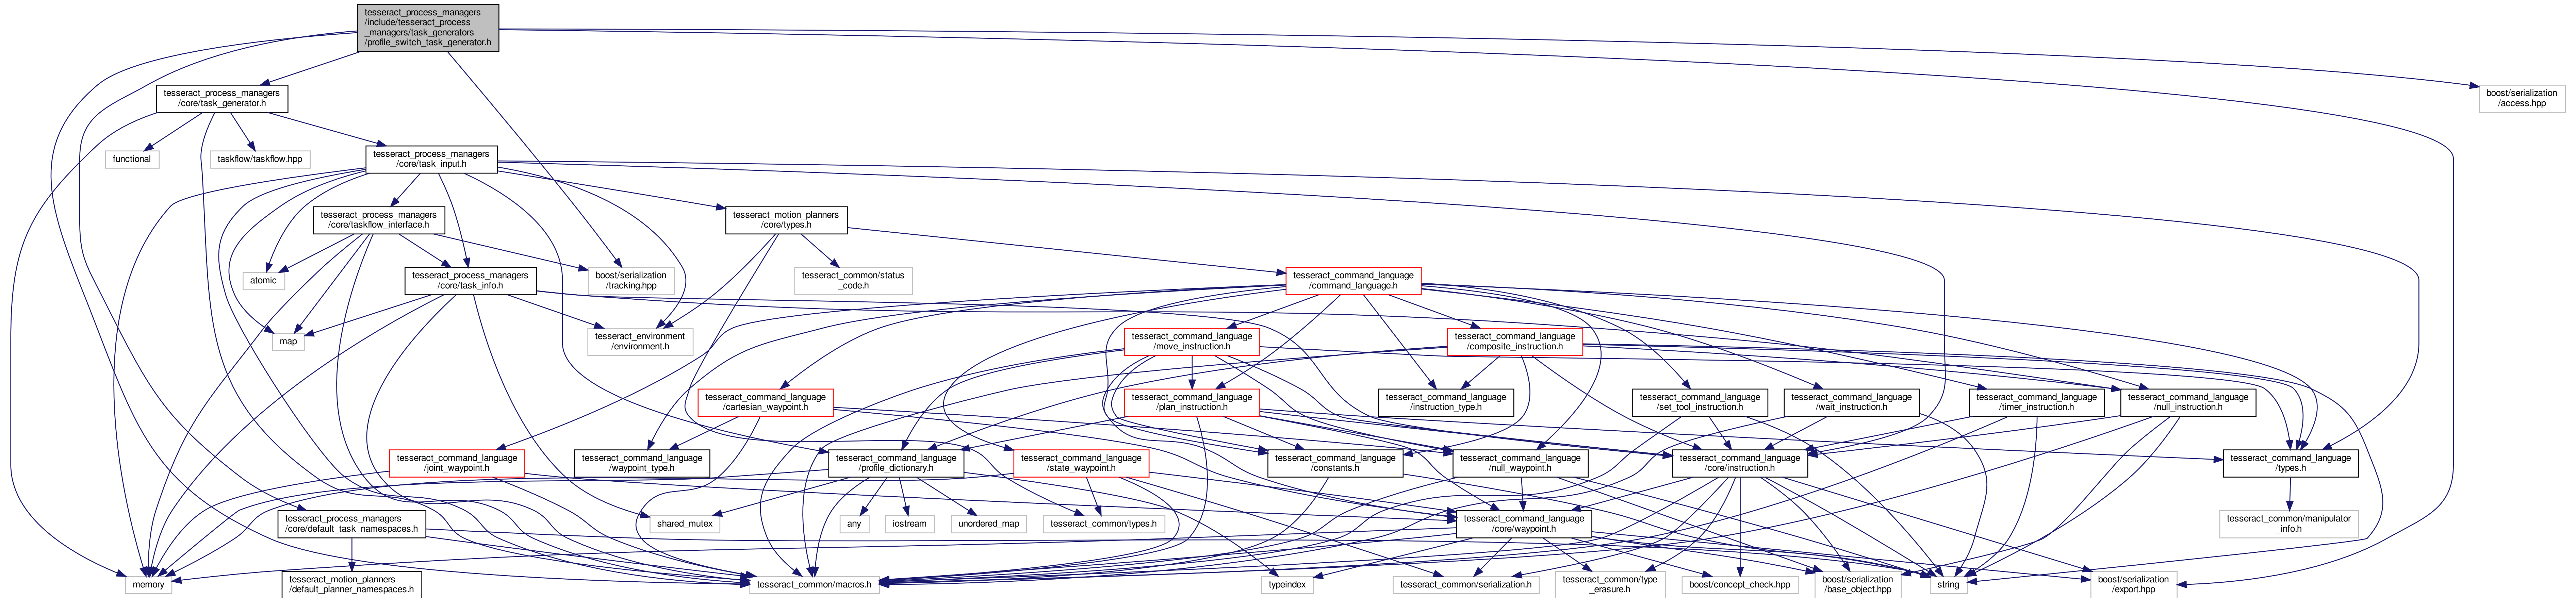 tesseract_process_managers
/include/tesseract_process
_managers/task_generators
/profile_switch_task_generator.h
boost/serialization
/access.hpp
tesseract_process_managers
/core/task_generator.h
functional
taskflow/taskflow.hpp
tesseract_process_managers
/core/task_input.h
tesseract_process_managers
/core/taskflow_interface.h
tesseract_motion_planners
/core/types.h
atomic
tesseract_process_managers
/core/task_info.h
boost/serialization
/tracking.hpp
tesseract_common/status
_code.h
tesseract_command_language
/command_language.h
map
tesseract_environment
/environment.h
tesseract_command_language
/move_instruction.h
tesseract_command_language
/composite_instruction.h
tesseract_command_language
/cartesian_waypoint.h
tesseract_command_language
/plan_instruction.h
tesseract_command_language
/instruction_type.h
tesseract_command_language
/set_tool_instruction.h
tesseract_command_language
/wait_instruction.h
tesseract_command_language
/timer_instruction.h
tesseract_command_language
/null_instruction.h
tesseract_command_language
/joint_waypoint.h
tesseract_command_language
/waypoint_type.h
tesseract_command_language
/profile_dictionary.h
tesseract_command_language
/state_waypoint.h
tesseract_command_language
/constants.h
tesseract_command_language
/null_waypoint.h
tesseract_command_language
/core/instruction.h
tesseract_command_language
/types.h
tesseract_process_managers
/core/default_task_namespaces.h
shared_mutex
any
iostream
unordered_map
tesseract_common/types.h
tesseract_command_language
/core/waypoint.h
tesseract_common/manipulator
_info.h
memory
tesseract_motion_planners
/default_planner_namespaces.h
tesseract_common/macros.h
typeindex
tesseract_common/serialization.h
tesseract_common/type
_erasure.h
boost/concept_check.hpp
boost/serialization
/base_object.hpp
string
boost/serialization
/export.hpp